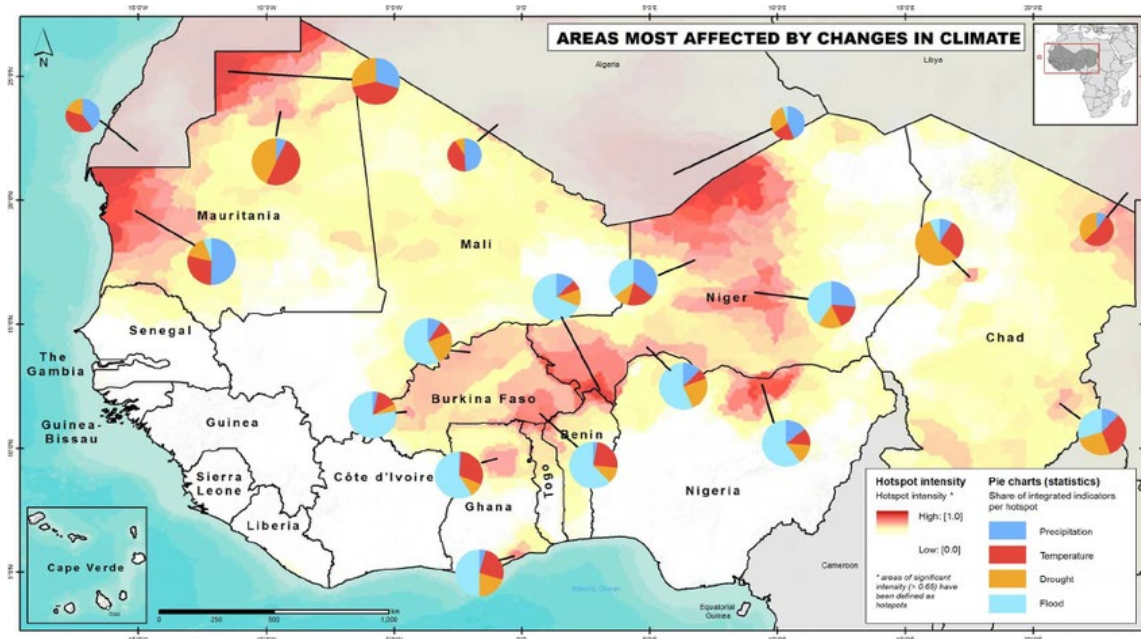 AREAS MOST AFFECTED BY CHANGES IN CLIMATE
N
Algeria
Libya
Mauritania
Mali
Niger
Chad
Senegal
The
Gambia
Guinea-
Bissau
Guinea
Sierra
Leone
Liberia
Côte d'Ivoire
Burkina Faso
Ghana
Togo
Benin
Nigeria
Cameroon
Equatorial
Guinea
Atlantic Ocean
Cape Verde
0 250 500 1,000
km
Hotspot intensity
Hotspot intensity *
High: [1.0]
Low: [0.0]
* areas of significant
intensity (> 0.65) have
been defined as
hotspots
Pie charts (statistics)
Share of integrated indicators
per hotspot
Precipitation
Temperature
Drought
Flood